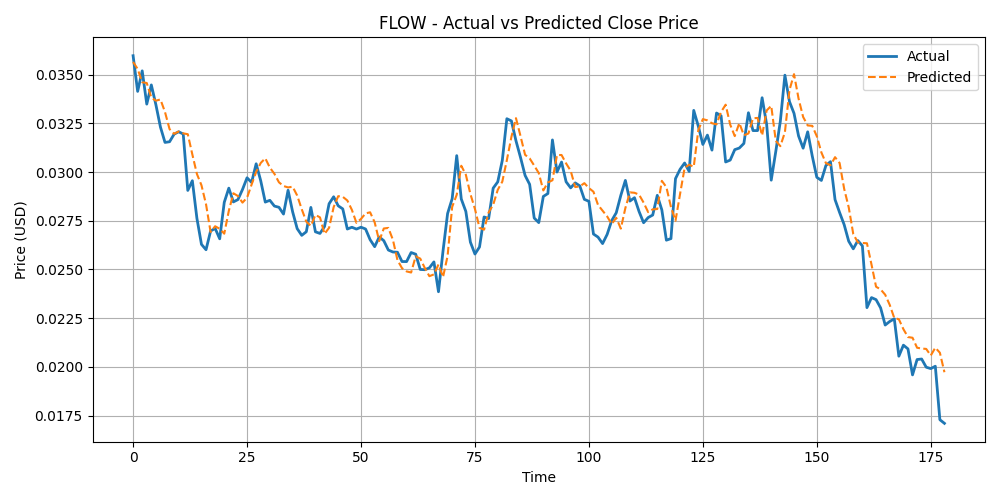 FLOW - Actual vs Predicted Close Price
Actual
Predicted
Price (USD)
0.0350
0.0325
0.0300
0.0275
0.0250
0.0225
0.0200
0.0175
0 25 50 75 100 125 150 175
Time